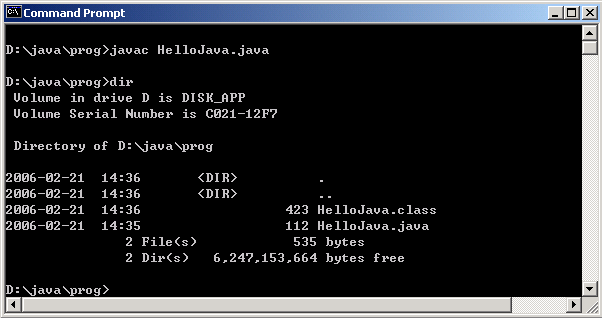 Command Prompt
D:\java\prog>javac HelloJava.java
D:\java\prog>dir
 Volume in drive D is DISK_APP
 Volume Serial Number is C021-12F7
 Directory of D:\java\prog
2006-02-21  14:36       <DIR>          .
2006-02-21  14:36       <DIR>          ..
2006-02-21  14:36                  423 HelloJava.class
2006-02-21  14:35                  112 HelloJava.java
               2 File(s)            535 bytes
               2 Dir(s)   6,247,153,664 bytes free
D:\java\prog>